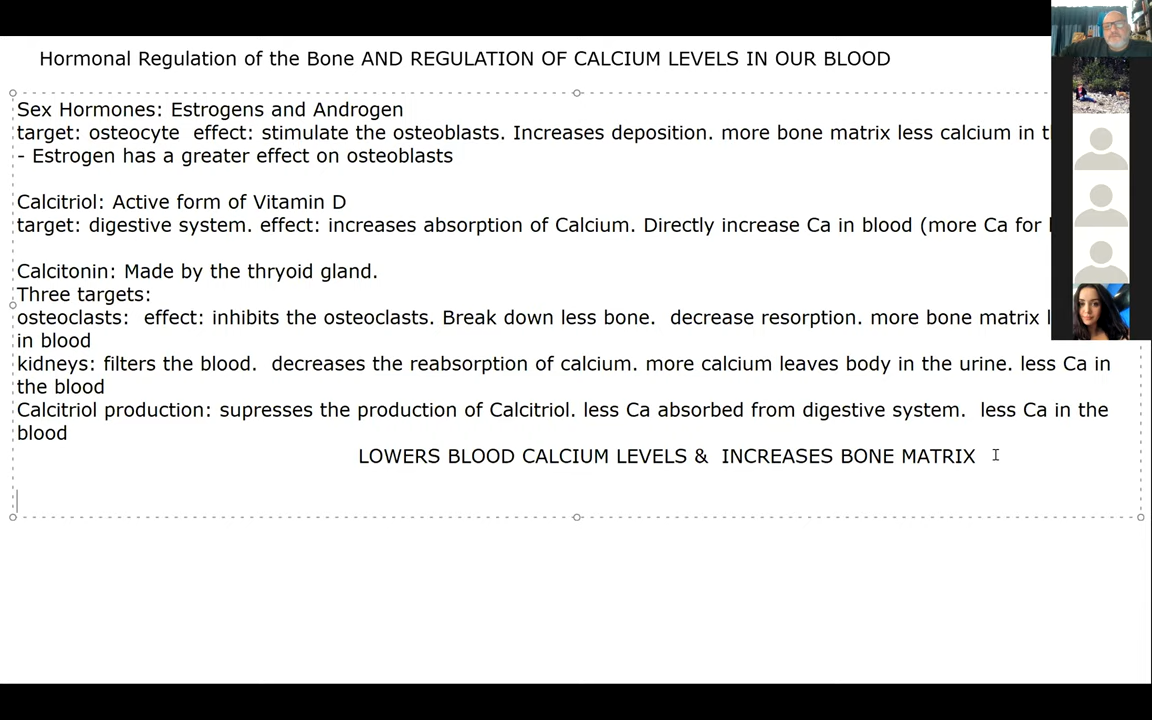 Hormonal Regulation of the Bone AND REGULATION OF CALCIUM LEVELS IN OUR BLOOD
Sex Hormones: Estrogens and Androgen
target: osteocyte  effect: stimulate the osteoblasts. Increases deposition. more bone matrix less calcium in
- Estrogen has a greater effect on osteoblasts
Calcitriol: Active form of Vitamin D
target: digestive system. effect: increases absorption of Calcium. Directly increase Ca in blood (more Ca for
Calcitonin: Made by the thryoid gland.
Three targets:
osteoclasts:  effect: inhibits the osteoclasts. Break down less bone.  decrease resorption. more bone matrix
in blood
kidneys: filters the blood.  decreases the reabsorption of calcium. more calcium leaves body in the urine. less Ca in
the blood
Calcitriol production: supresses the production of Calcitriol. less Ca absorbed from digestive system.  less Ca in the
blood
LOWERS BLOOD CALCIUM LEVELS &  INCREASES BONE MATRIX